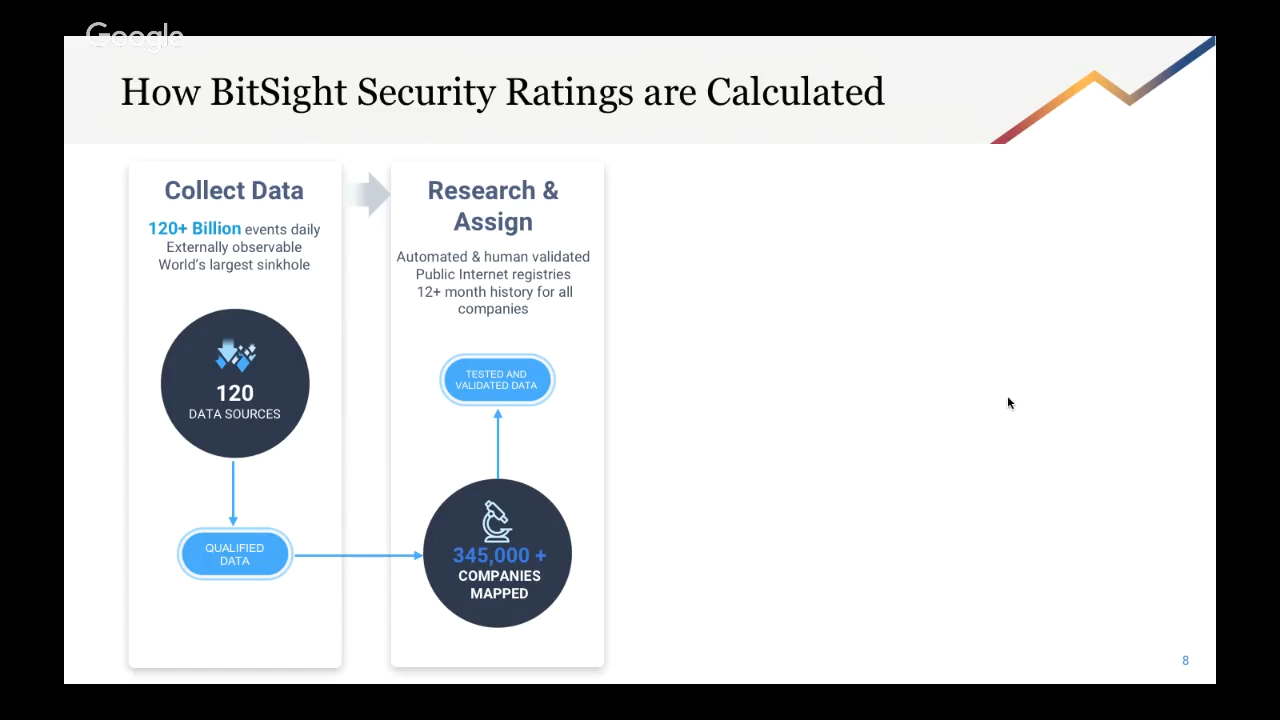 Google
How BitSight Security Ratings are Calculated
Collect Data
120+ Billion events daily
Externally observable
World's largest sinkhole
120
DATA SOURCES
QUALIFIED
DATA
Research &
Assign
Automated & human validated
Public Internet registries
12+ month history for all
companies
TESTED AND
VALIDATED DATA
345,000 +
COMPANIES
MAPPED
8